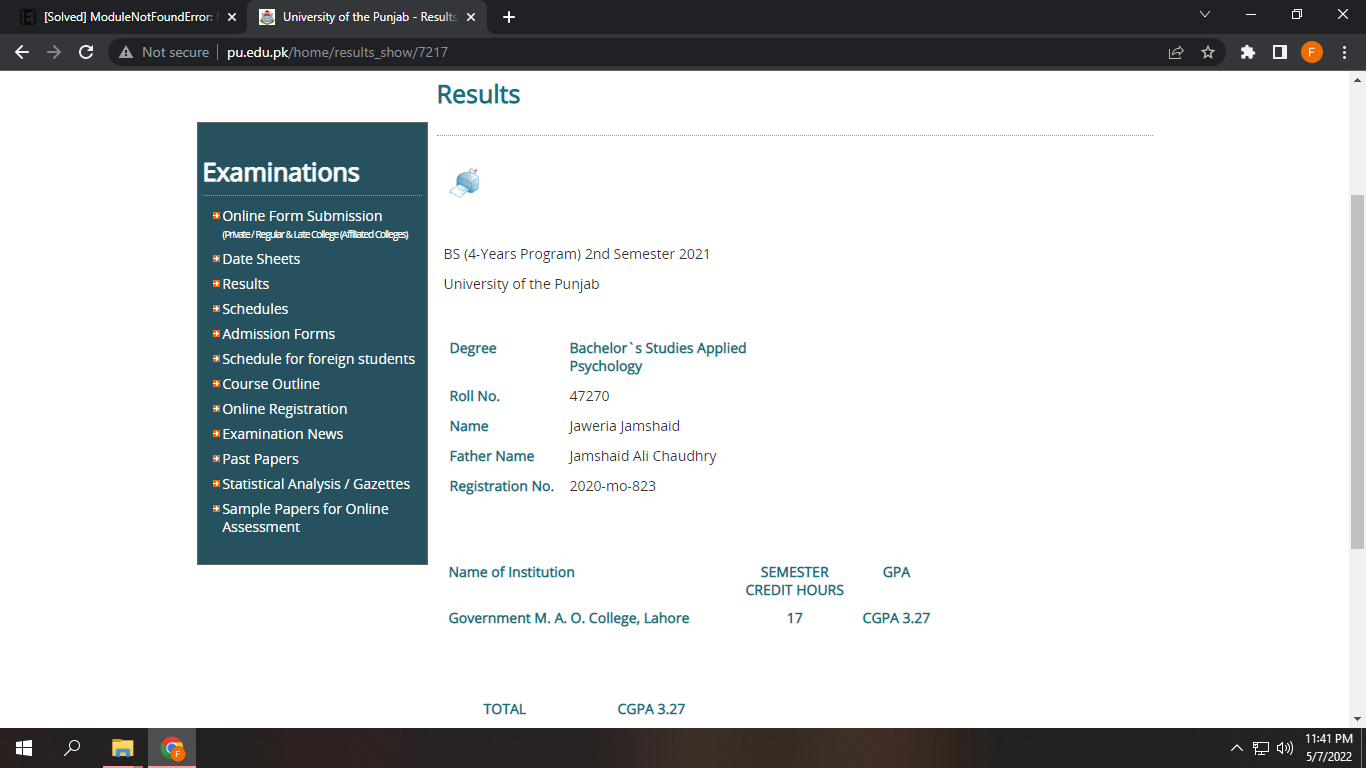 [Solved] ModuleNotFoundError:
University of the Punjab - Results
Not secure
pu.edu.pk/home/results_show/7217
F
Results
Examinations
Online Form Submission
(Private / Regular & Late College (Affiliated Colleges)
Date Sheets
Results
Schedules
Admission Forms
Schedule for foreign students
Course Outline
Online Registration
Examination News
Past Papers
Statistical Analysis / Gazettes
Sample Papers for Online
Assessment
BS (4-Years Program) 2nd Semester 2021
University of the Punjab
Degree Bachelor`s Studies Applied
Psychology
Roll No. 47270
Name Jaweria Jamshaid
Father Name Jamshaid Ali Chaudhry
Registration No. 2020-mo-823
Name of Institution SEMESTER GPA
CREDIT HOURS
Government M. A. O. College, Lahore 17 CGPA 3.27
TOTAL CGPA 3.27
F
11:41 PM
5/7/2022